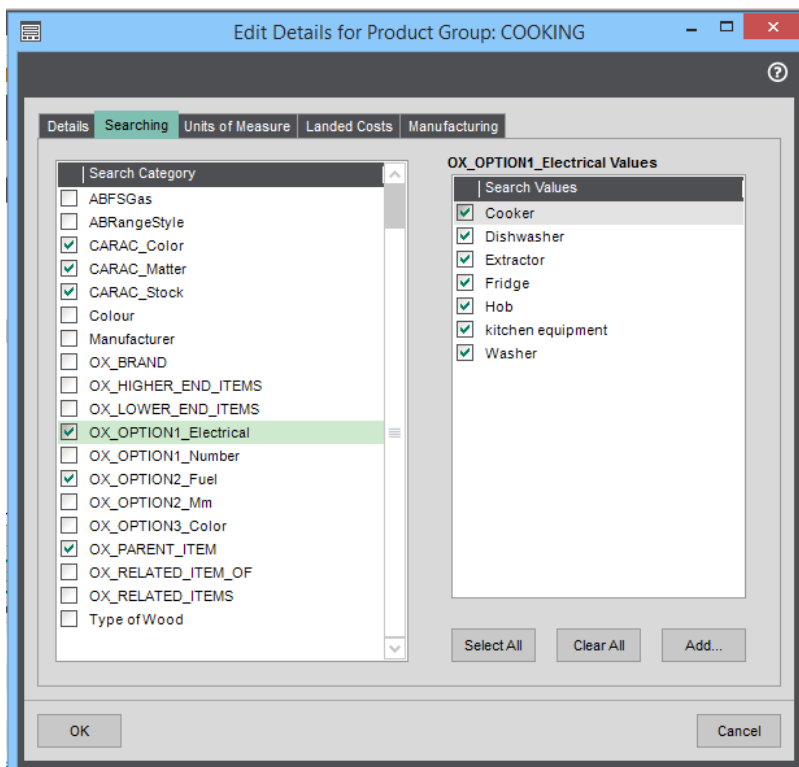 Edit Details for Product Group: COOKING
Details Searching Units of Measure Landed Costs Manufacturing
Search Category
ABFSGas
ABRangeStyle
CARAC_Color
CARAC_Matter
CARAC_Stock
Colour
Manufacturer
OX_BRAND
OX_HIGHER_END_ITEMS
OX_LOWER_END_ITEMS
OX_OPTION1_Electrical
OX_OPTION1_Number
OX_OPTION2_Fuel
OX_OPTION2_Mm
OX_OPTION3_Color
OX_PARENT_ITEM
OX_RELATED_ITEM_OF
OX_RELATED_ITEMS
Type of Wood
OX_OPTION1_Electrical Values
Search Values
Cooker
Dishwasher
Extractor
Fridge
Hob
kitchen equipment
Washer
Select All Clear All Add...
OK Cancel